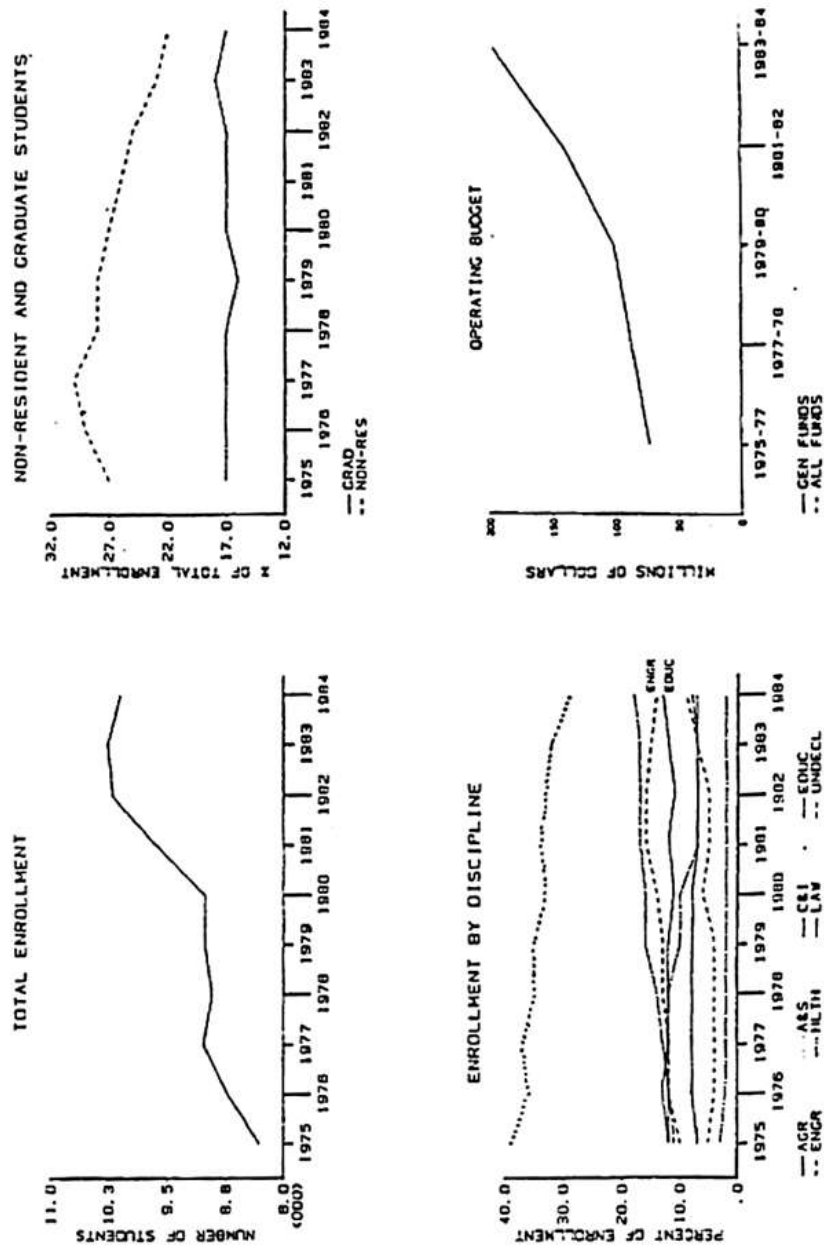 TOTAL ENROLLMENT
11.0
10.3
9.5
8.8
8.0
NUMBER OF STUDENTS
(000)
1975 1976 1977 1978 1979 1980 1981 1982 1983 1984
NON-RESIDENT AND GRADUATE STUDENTS
32.0
27.0
22.0
17.0
12.0
% OF TOTAL ENROLLMENT
1975 1976 1977 1978 1979 1980 1981 1982 1983 1984
GRAD
NON-RES
ENROLLMENT BY DISCIPLINE
40.0
30.0
20.0
10.0
.0
PERCENT OF ENROLLMENT
ENGR
EDUC
1975 1976 1977 1978 1979 1980 1981 1982 1983 1984
AGR A&S C&I EDUC
ENGR HLTH LAW UNDECL
OPERATING BUDGET
200
150
100
50
0
MILLIONS OF DOLLARS
1975-77 1977-78 1979-80 1981-82 1983-84
GEN FUNDS
ALL FUNDS